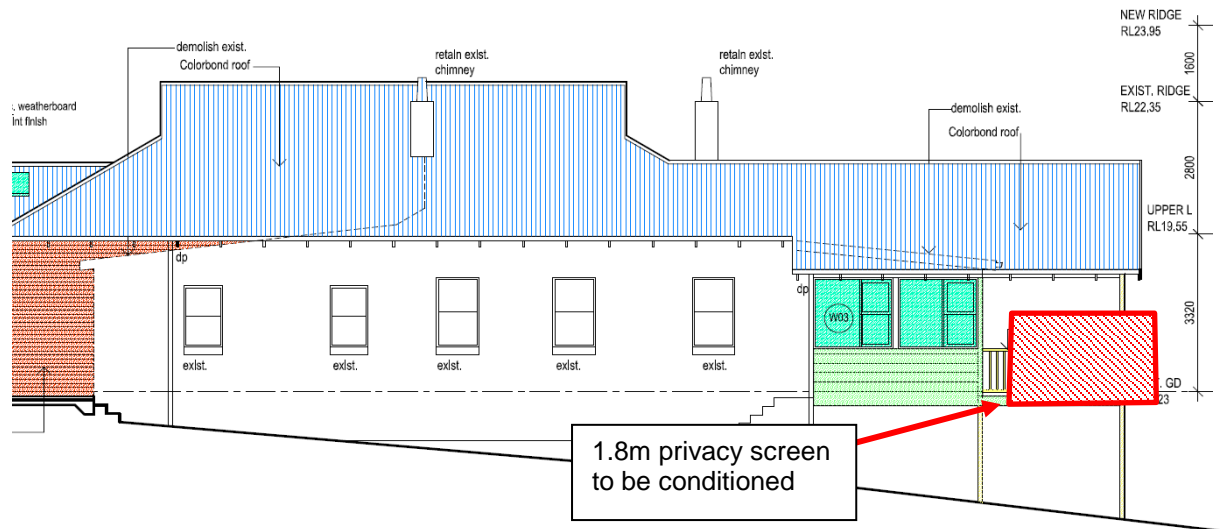 NEW RIDGE
RL23.95
1600
EXIST. RIDGE
RL22.35
2800
UPPER L
RL19.55
3320
GD
23
demolish exist.
Colorbond roof
retain exist.
chimney
retain exist.
chimney
demolish exist.
Colorbond roof
weatherboard
int finish
dp
dp
W03
exist.
exist.
exist.
exist.
exist.
1.8m privacy screen
to be conditioned